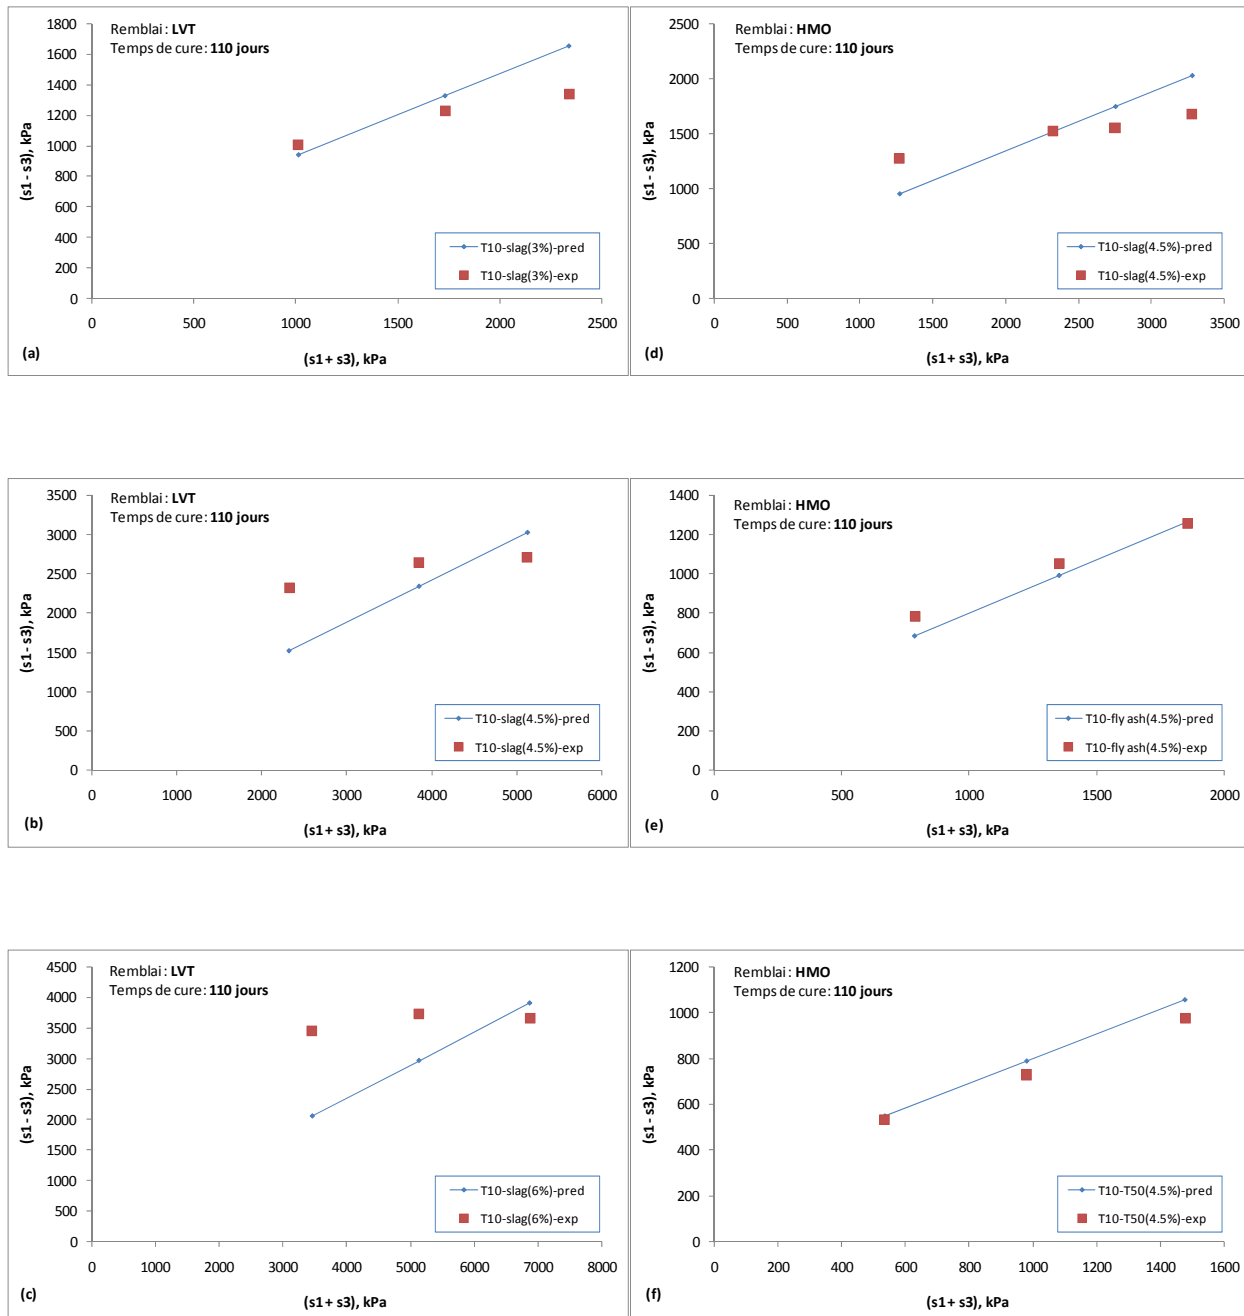 Remblai : LVT
Temps de cure: 110 jours
(s1 - s3), kPa
1800
1600
1400
1200
1000
800
600
400
200
0
T10-slag(3%)-pred
T10-slag(3%)-exp
0 500 1000 1500 2000 2500
(s1 + s3), kPa
(a)
Remblai : HMO
Temps de cure: 110 jours
(s1 - s3), kPa
2500
2000
1500
1000
500
0
T10-slag(4.5%)-pred
T10-slag(4.5%)-exp
0 500 1000 1500 2000 2500 3000 3500
(s1 + s3), kPa
(d)
Remblai : LVT
Temps de cure: 110 jours
(s1 - s3), kPa
3500
3000
2500
2000
1500
1000
500
0
T10-slag(4.5%)-pred
T10-slag(4.5%)-exp
0 1000 2000 3000 4000 5000 6000
(s1 + s3), kPa
(b)
Remblai : HMO
Temps de cure: 110 jours
(s1 - s3), kPa
1400
1200
1000
800
600
400
200
0
T10-fly ash(4.5%)-pred
T10-fly ash(4.5%)-exp
0 500 1000 1500 2000
(s1 + s3), kPa
(e)
Remblai : LVT
Temps de cure: 110 jours
(s1 - s3), kPa
4500
4000
3500
3000
2500
2000
1500
1000
500
0
T10-slag(6%)-pred
T10-slag(6%)-exp
0 1000 2000 3000 4000 5000 6000 7000 8000
(s1 + s3), kPa
(c)
Remblai : HMO
Temps de cure: 110 jours
(s1 - s3), kPa
1200
1000
800
600
400
200
0
T10-T50(4.5%)-pred
T10-T50(4.5%)-exp
0 200 400 600 800 1000 1200 1400 1600
(s1 + s3), kPa
(f)